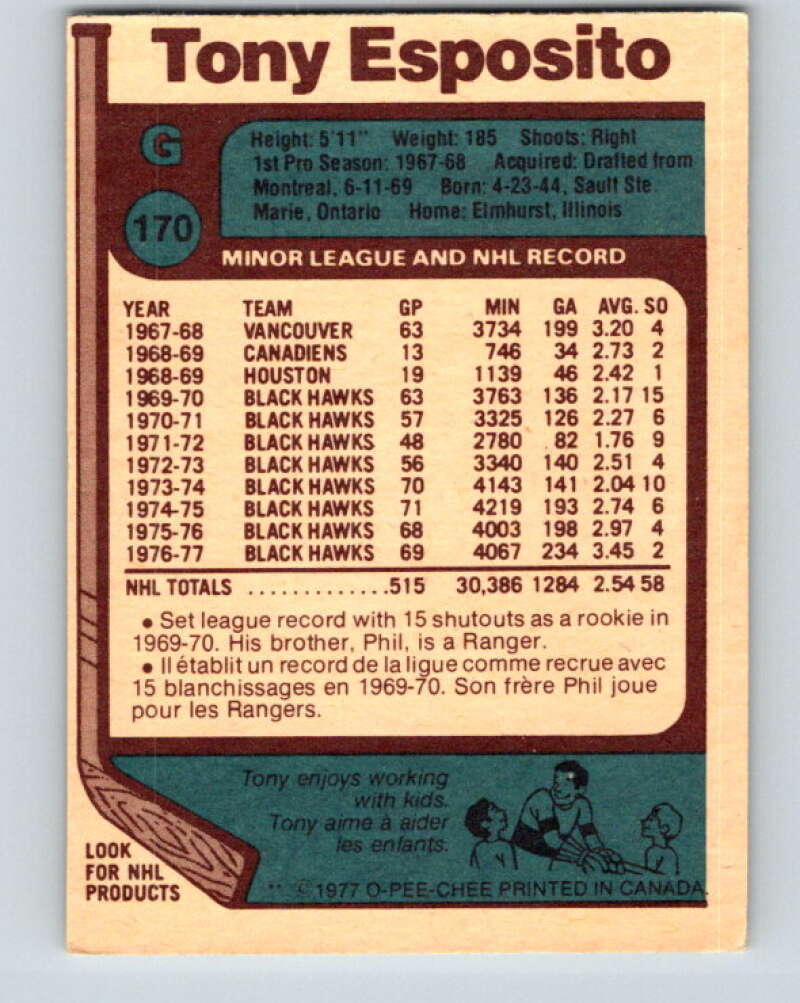 Tony Esposito
G
170
Height: 5'11" Weight: 185 Shoots: Right
1st Pro Season: 1967-68 Acquired: Drafted from
Montreal, 6-11-69 Born: 4-23-44, Sault Ste.
Marie, Ontario Home: Elmhurst, Illinois
MINOR LEAGUE AND NHL RECORD
YEAR TEAM GP MIN GA AVG. SO
1967-68 VANCOUVER 63 3734 199 3.20 4
1968-69 CANADIENS 13 746 34 2.73 2
1968-69 HOUSTON 19 1139 46 2.42 1
1969-70 BLACK HAWKS 63 3763 136 2.17 15
1970-71 BLACK HAWKS 57 3325 126 2.27 6
1971-72 BLACK HAWKS 48 2780 82 1.76 9
1972-73 BLACK HAWKS 56 3340 140 2.51 4
1973-74 BLACK HAWKS 70 4143 141 2.04 10
1974-75 BLACK HAWKS 71 4219 193 2.74 6
1975-76 BLACK HAWKS 68 4003 198 2.97 4
1976-77 BLACK HAWKS 69 4067 234 3.45 2
NHL TOTALS .............515 30,386 1284 2.54 58
• Set league record with 15 shutouts as a rookie in
1969-70. His brother, Phil, is a Ranger.
• Il établit un record de la ligue comme recrue avec
15 blanchissages en 1969-70. Son frère Phil joue
pour les Rangers.
Tony enjoys working
with kids.
Tony aime à aider
les enfants.
LOOK
FOR NHL
PRODUCTS
** © 1977 O-PEE-CHEE PRINTED IN CANADA.